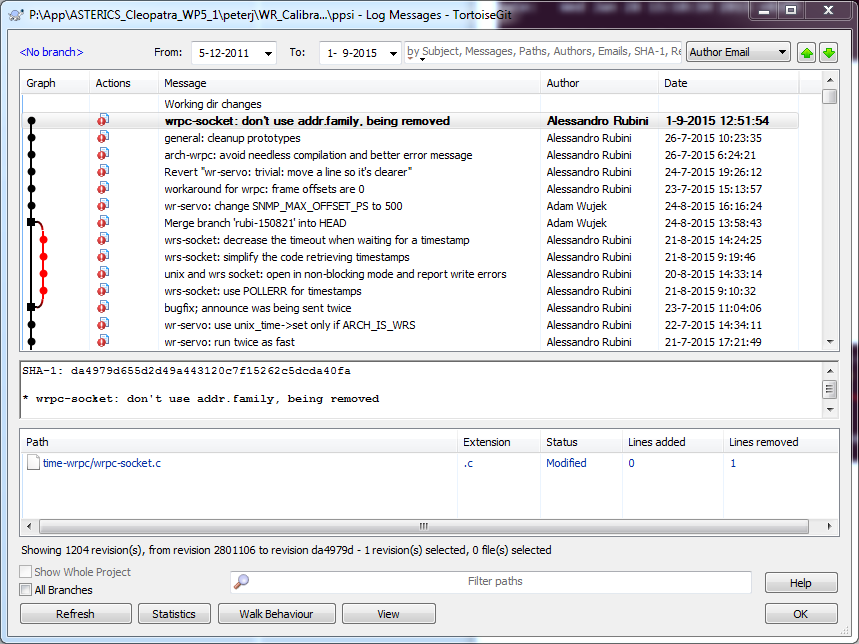 P:\App\ASTERICS_Cleopatra_WP5_1\peterj\WR_Calibra...\ppsi - Log Messages - TortoiseGit
<No branch> From: 5-12-2011 To: 1- 9-2015 by Subject, Messages, Paths, Authors, Emails, SHA-1, Re Author Email
Graph Actions Message Author Date
Working dir changes
wrpc-socket: don't use addr.family, being removed Alessandro Rubini 1-9-2015 12:51:54
general: cleanup prototypes Alessandro Rubini 26-7-2015 10:23:35
arch-wrpc: avoid needless compilation and better error message Alessandro Rubini 26-7-2015 6:24:21
Revert "wr-servo: trivial: move a line so it's clearer" Alessandro Rubini 24-7-2015 19:26:12
workaround for wrpc: frame offsets are 0 Alessandro Rubini 23-7-2015 15:13:57
wr-servo: change SNMP_MAX_OFFSET_PS to 500 Adam Wujek 24-8-2015 16:16:24
Merge branch 'rubi-150821' into HEAD Adam Wujek 24-8-2015 13:58:43
wrs-socket: decrease the timeout when waiting for a timestamp Alessandro Rubini 21-8-2015 14:24:25
wrs-socket: simplify the code retrieving timestamps Alessandro Rubini 21-8-2015 9:19:46
unix and wrs socket: open in non-blocking mode and report write errors Alessandro Rubini 20-8-2015 14:33:14
wrs-socket: use POLLERR for timestamps Alessandro Rubini 21-8-2015 9:10:32
bugfix; announce was being sent twice Alessandro Rubini 23-7-2015 11:04:06
wr-servo: use unix_time->set only if ARCH_IS_WRS Alessandro Rubini 22-7-2015 14:34:11
wr-servo: run twice as fast Alessandro Rubini 21-7-2015 17:21:49
SHA-1: da4979d655d2d49a443120c7f15262c5dcda40fa
* wrpc-socket: don't use addr.family, being removed
Path Extension Status Lines added Lines removed
time-wrpc/wrpc-socket.c .c Modified 0 1
Showing 1204 revision(s), from revision 2801106 to revision da4979d - 1 revision(s) selected, 0 file(s) selected
Show Whole Project
All Branches Filter paths Help
Refresh Statistics Walk Behaviour View OK